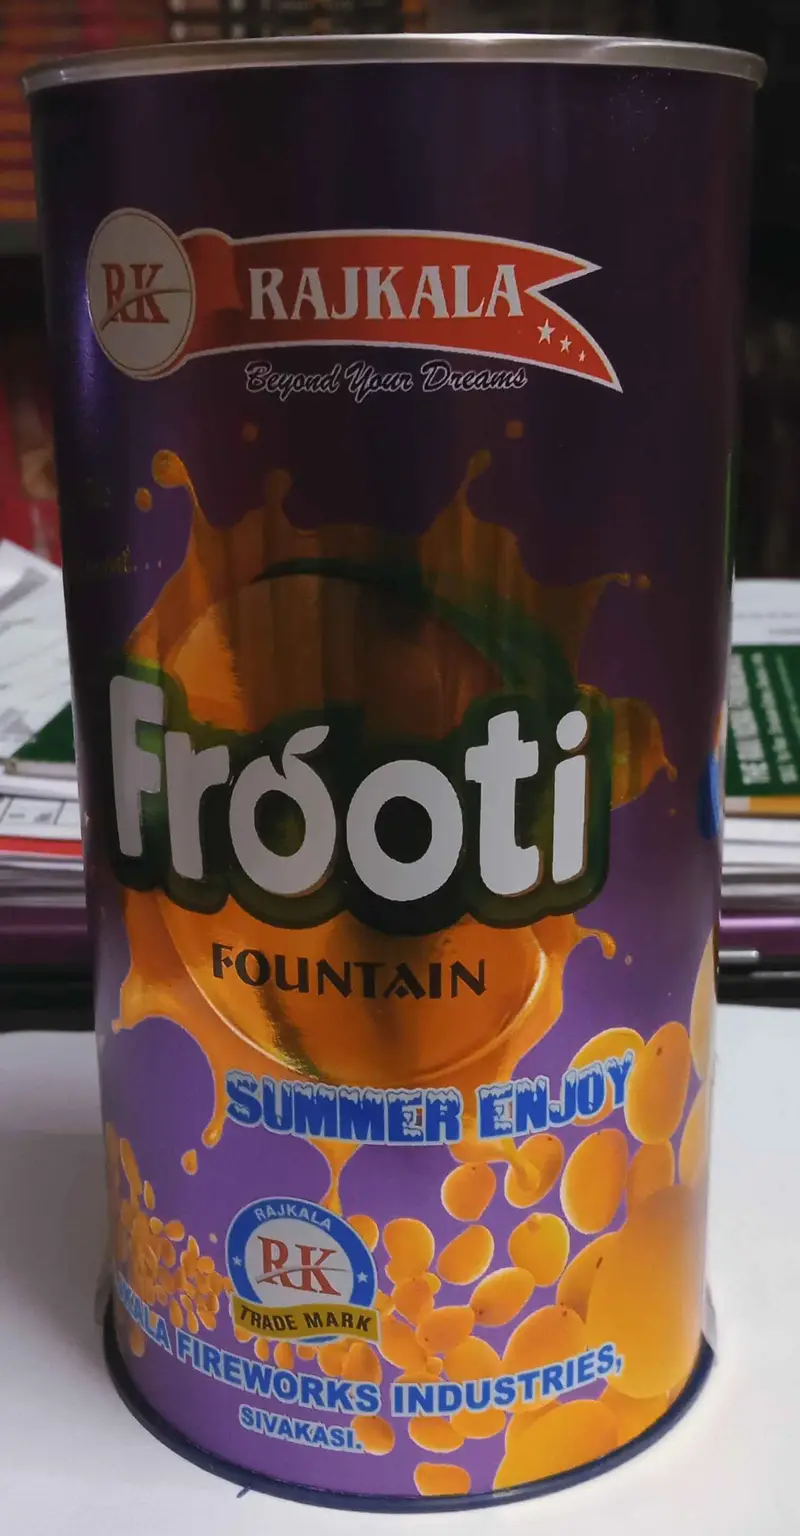 RK RAJKALA
Beyond Your Dreams
Frooti
FOUNTAIN
SUMMER ENJOY
RAJKALA
RK
TRADE MARK
FIREWORKS INDUSTRIES,
SIVAKASI.